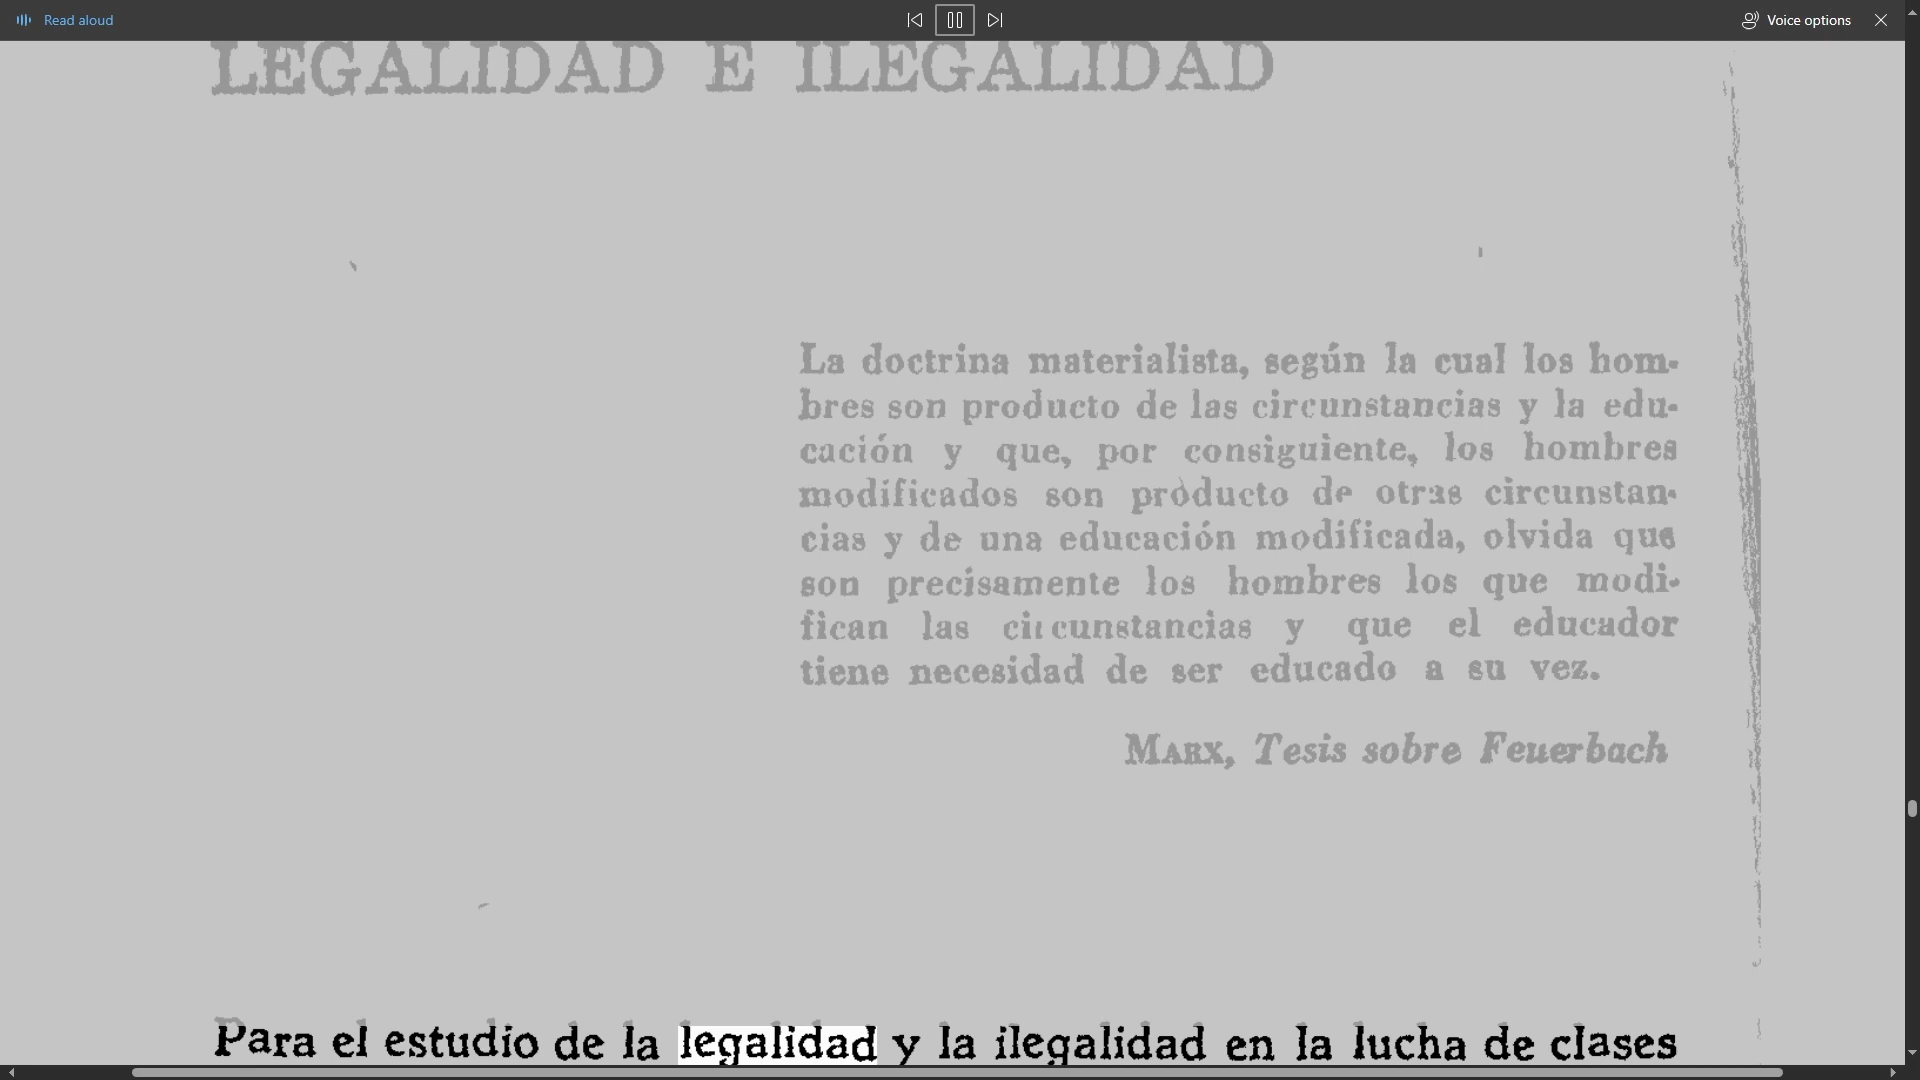 Read aloud
Voice options
LEGALIDAD E ILEGALIDAD
La doctrina materialista, según la cual los hom-
bres son producto de las circunstancias y la edu-
cación y que, por consiguiente, los hombres
modificados son producto de otras circunstan-
cias y de una educación modificada, olvida que
son precisamente los hombres los que modi-
fican las circunstancias y que el educador
tiene necesidad de ser educado a su vez.
MARX, Tesis sobre Feuerbach
Para el estudio de la legalidad y la ilegalidad en la lucha de clases